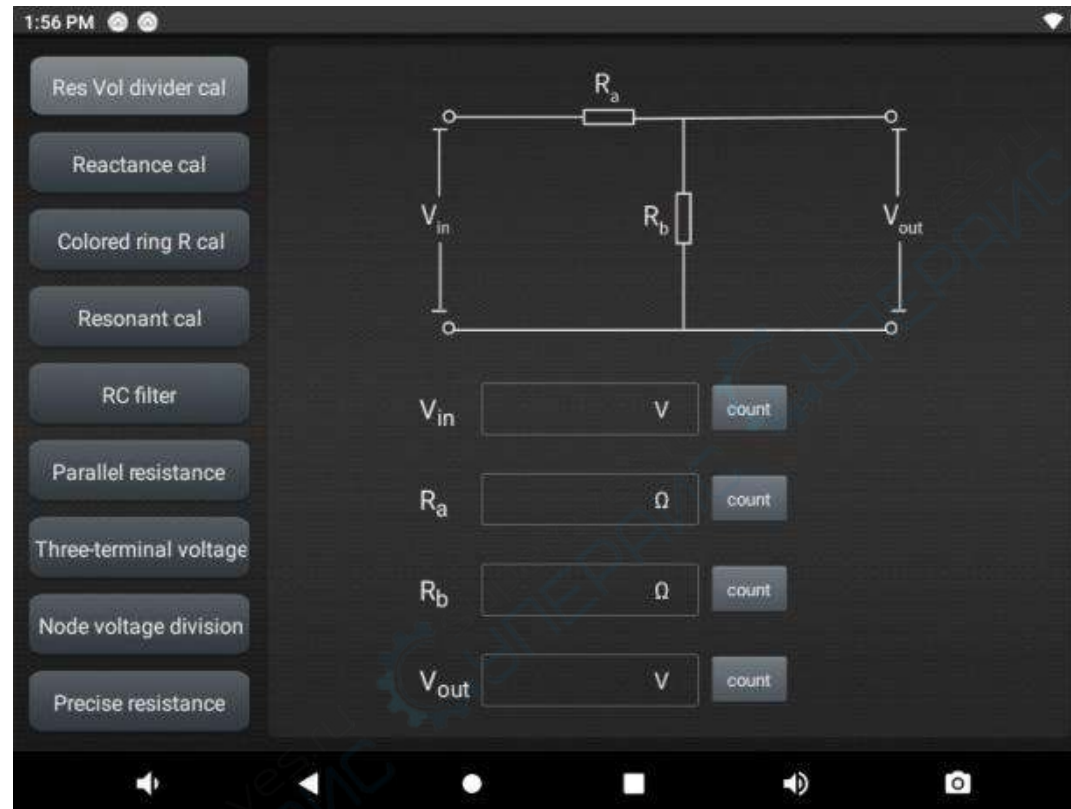 1:56 PM
Res Vol divider cal
Reactance cal
Colored ring R cal
Resonant cal
RC filter
Parallel resistance
Three-terminal voltage
Node voltage division
Precise resistance
Ra
Vin
Rb
Vout
Vin V count
Ra Ω count
Rb Ω count
Vout V count